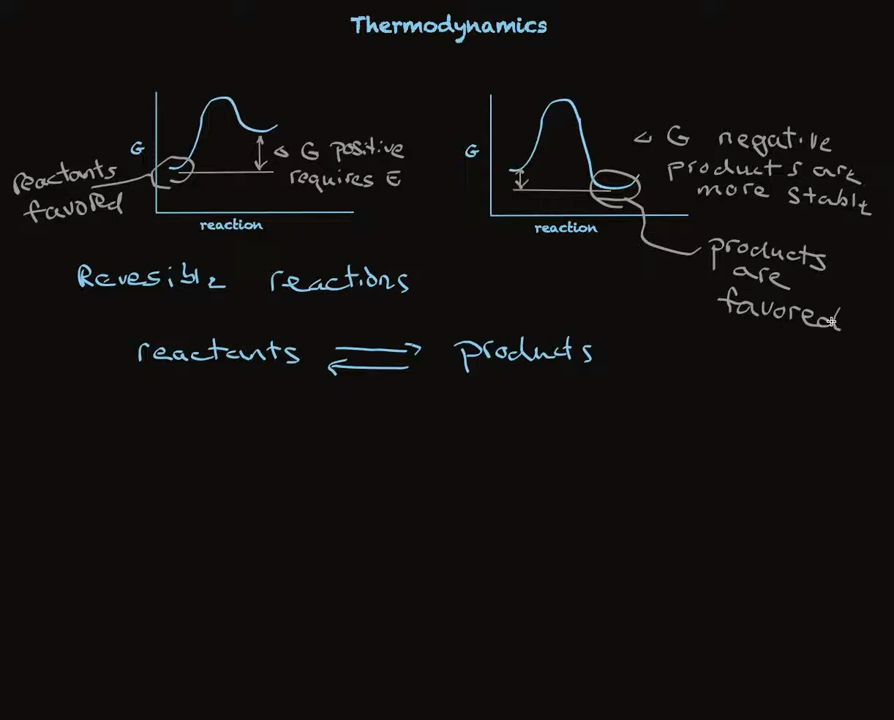 Thermodynamics
G
reactants
favored
Δ G positive
requires E
reaction
G
Δ G negative
products are
more stable
products
are
favored
reaction
Revesible reactions
reactants ⇌ products